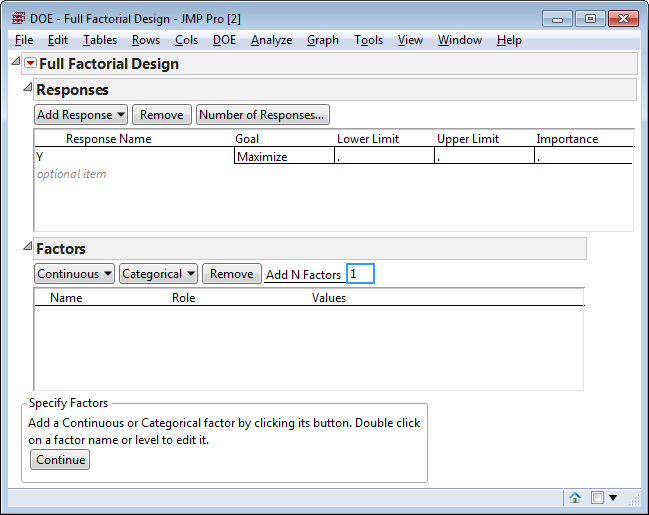 DOE - Full Factorial Design - JMP Pro [2]
File Edit Tables Rows Cols DOE Analyze Graph Tools View Window Help
Full Factorial Design
Responses
Add Response Remove Number of Responses...
Response Name Goal Lower Limit Upper Limit Importance
Y Maximize . . .
optional item
Factors
Continuous Categorical Remove Add N Factors 1
Name Role Values
Specify Factors
Add a Continuous or Categorical factor by clicking its button. Double click
on a factor name or level to edit it.
Continue